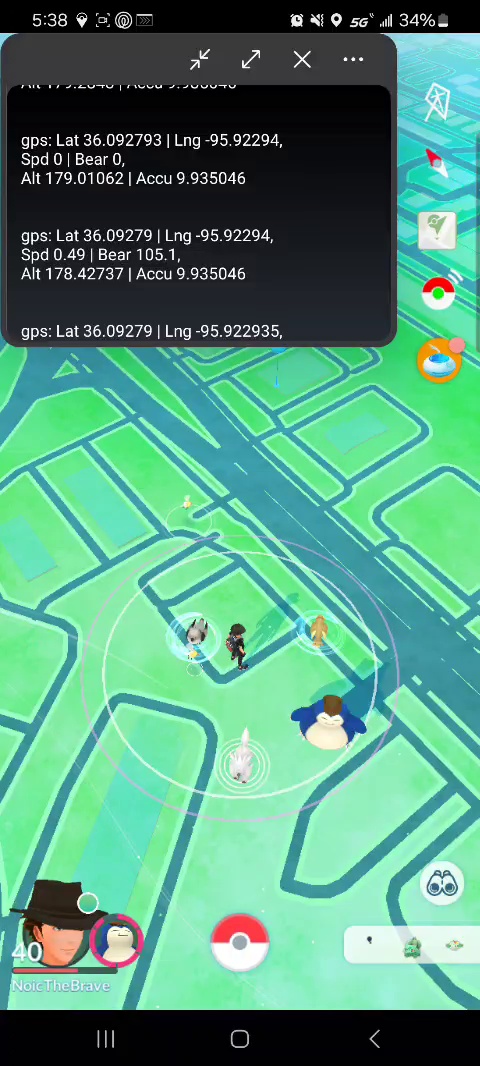 5:38
5G
34%
Alt 179.2848 | Accu 9.935046
gps: Lat 36.092793 | Lng -95.92294,
Spd 0 | Bear 0,
Alt 179.01062 | Accu 9.935046
gps: Lat 36.09279 | Lng -95.92294,
Spd 0.49 | Bear 105.1,
Alt 178.42737 | Accu 9.935046
gps: Lat 36.09279 | Lng -95.922935,
40
NoicTheBrave